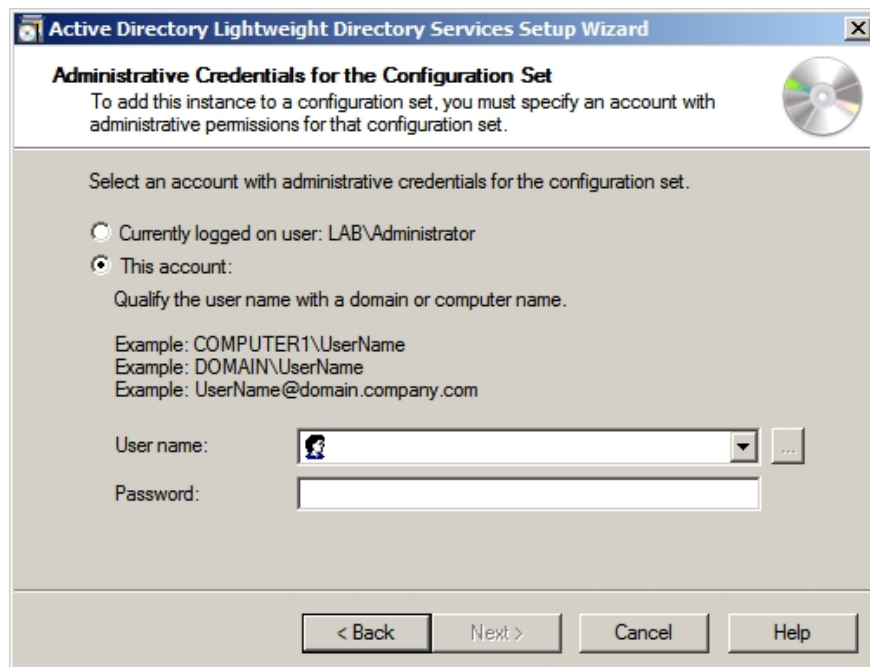 Active Directory Lightweight Directory Services Setup Wizard
Administrative Credentials for the Configuration Set
To add this instance to a configuration set, you must specify an account with
administrative permissions for that configuration set.
Select an account with administrative credentials for the configuration set.
Currently logged on user: LAB\Administrator
This account:
Qualify the user name with a domain or computer name.
Example: COMPUTER1\UserName
Example: DOMAIN\UserName
Example: UserName@domain.company.com
User name:
...
Password:
< Back Next > Cancel Help